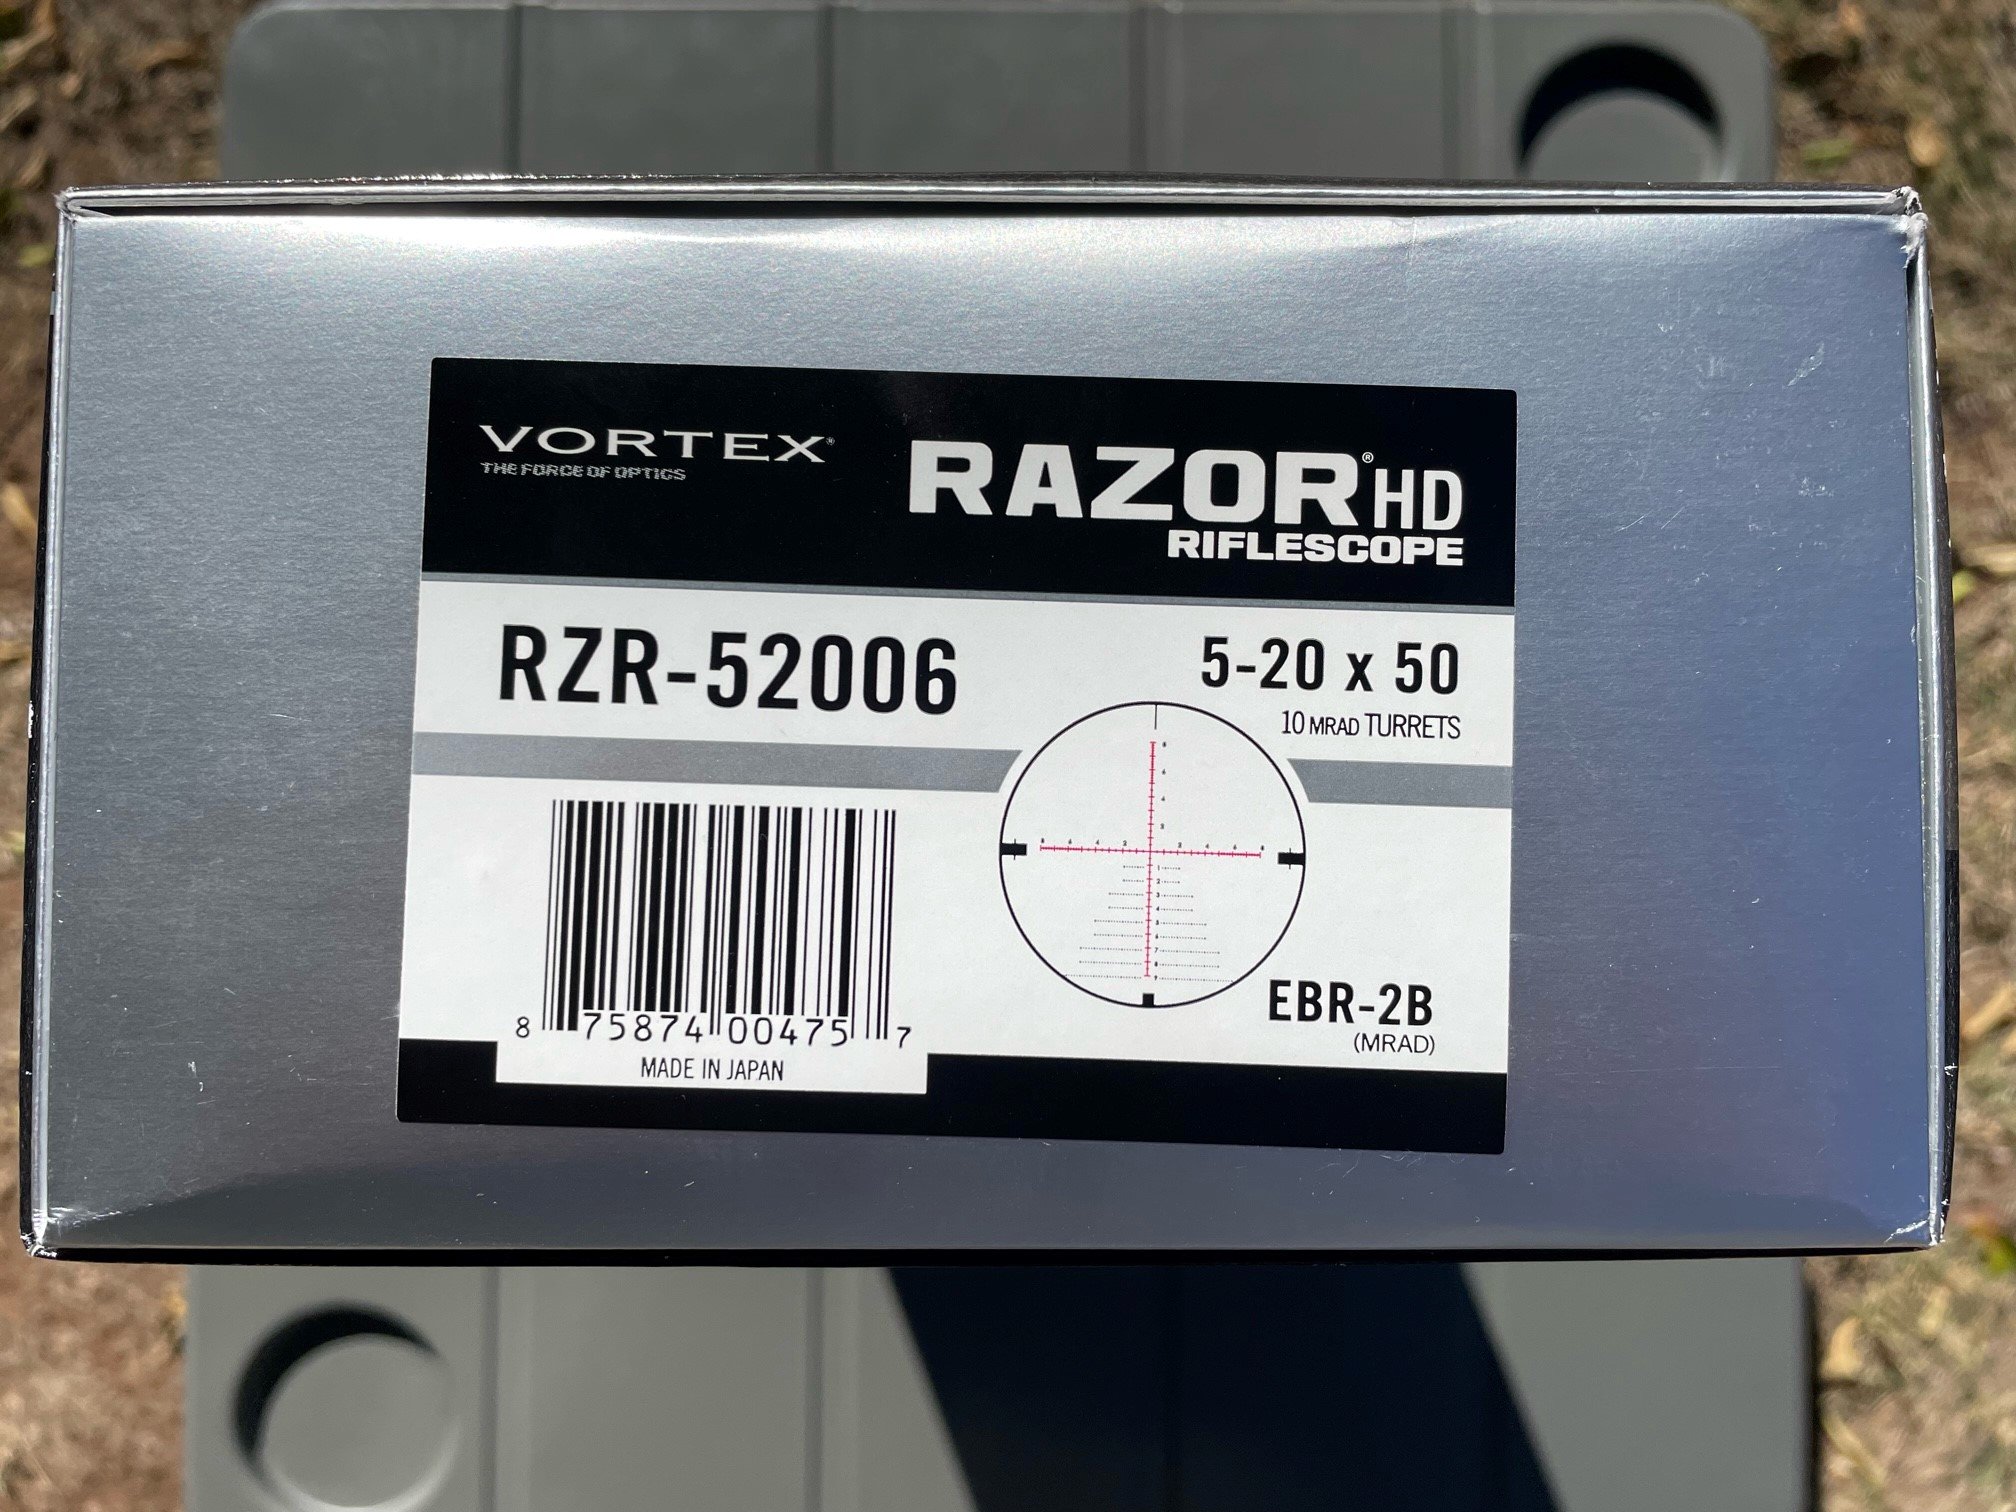 VORTEX®
THE FORCE OF OPTICS
RAZOR® HD
RIFLESCOPE
RZR-52006
5-20 x 50
10 MRAD TURRETS
EBR-2B
(MRAD)
8 75874 00475 7
MADE IN JAPAN